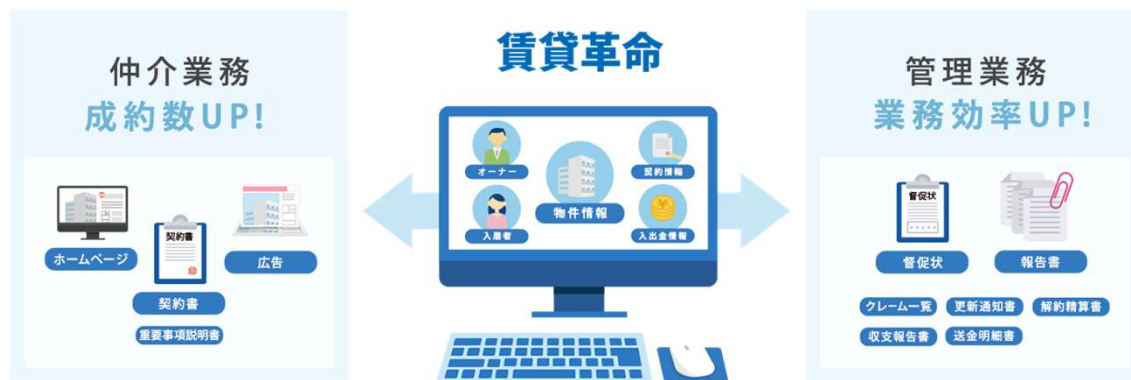 仲介業務
成約数UP!
ホームページ
契約書
広告
契約書
重要事項説明書
賃貸革命
オーナー
契約情報
物件情報
入居者
入出金情報
管理業務
業務効率UP!
督促状
督促状
報告書
クレーム一覧
更新通知書
解約精算書
収支報告書
送金明細書